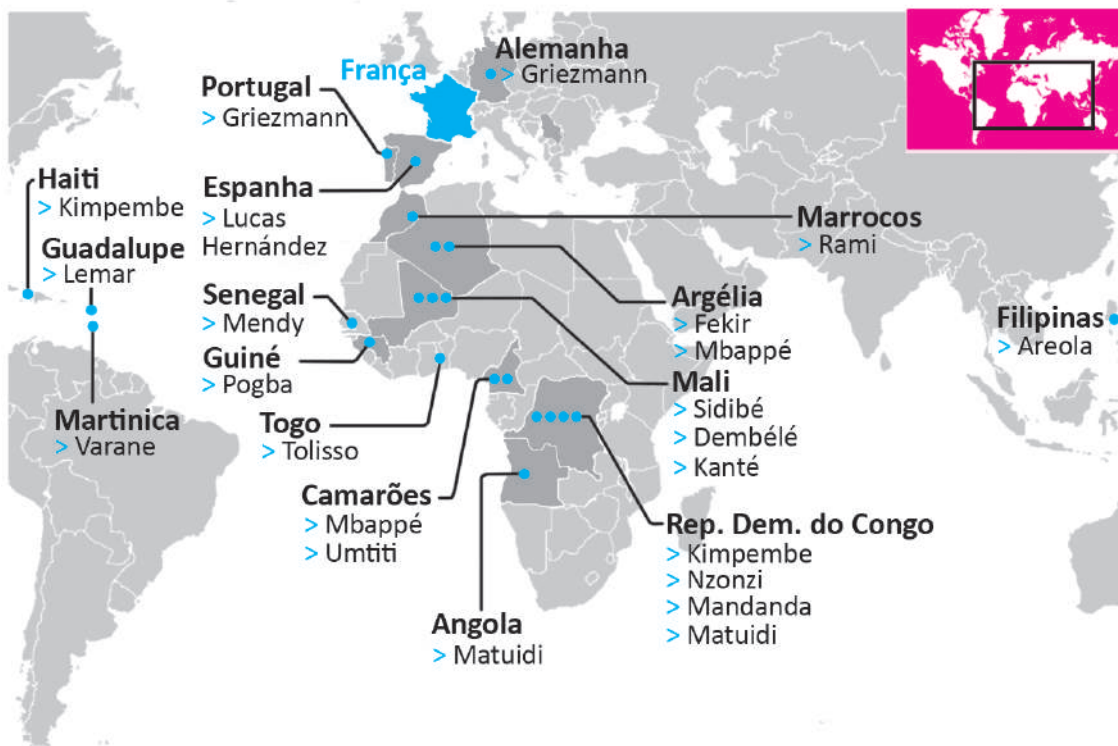 Alemanha
> Griezmann
França
Portugal
> Griezmann
Haiti
> Kimpembe
Espanha
> Lucas
Hernández
Marrocos
> Rami
Guadalupe
> Lemar
Senegal
> Mendy
Argélia
> Fekir
> Mbappé
Filipinas
> Areola
Guiné
> Pogba
Mali
> Sidibé
> Dembélé
> Kanté
Martinica
> Varane
Togo
> Tolisso
Camarões
> Mbappé
> Umtiti
Rep. Dem. do Congo
> Kimpembe
> Nzonzi
> Mandanda
> Matuidi
Angola
> Matuidi